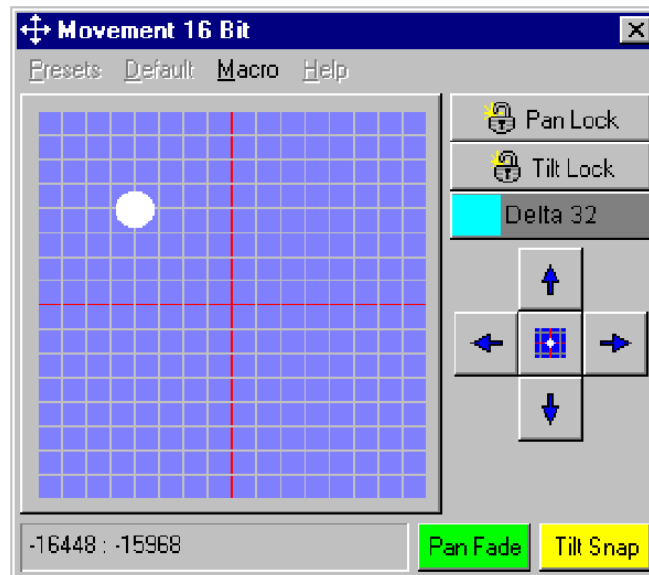 Movement 16 Bit
Presets Default Macro Help
Pan Lock
Tilt Lock
Delta 32
-16448 : -15968
Pan Fade Tilt Snap